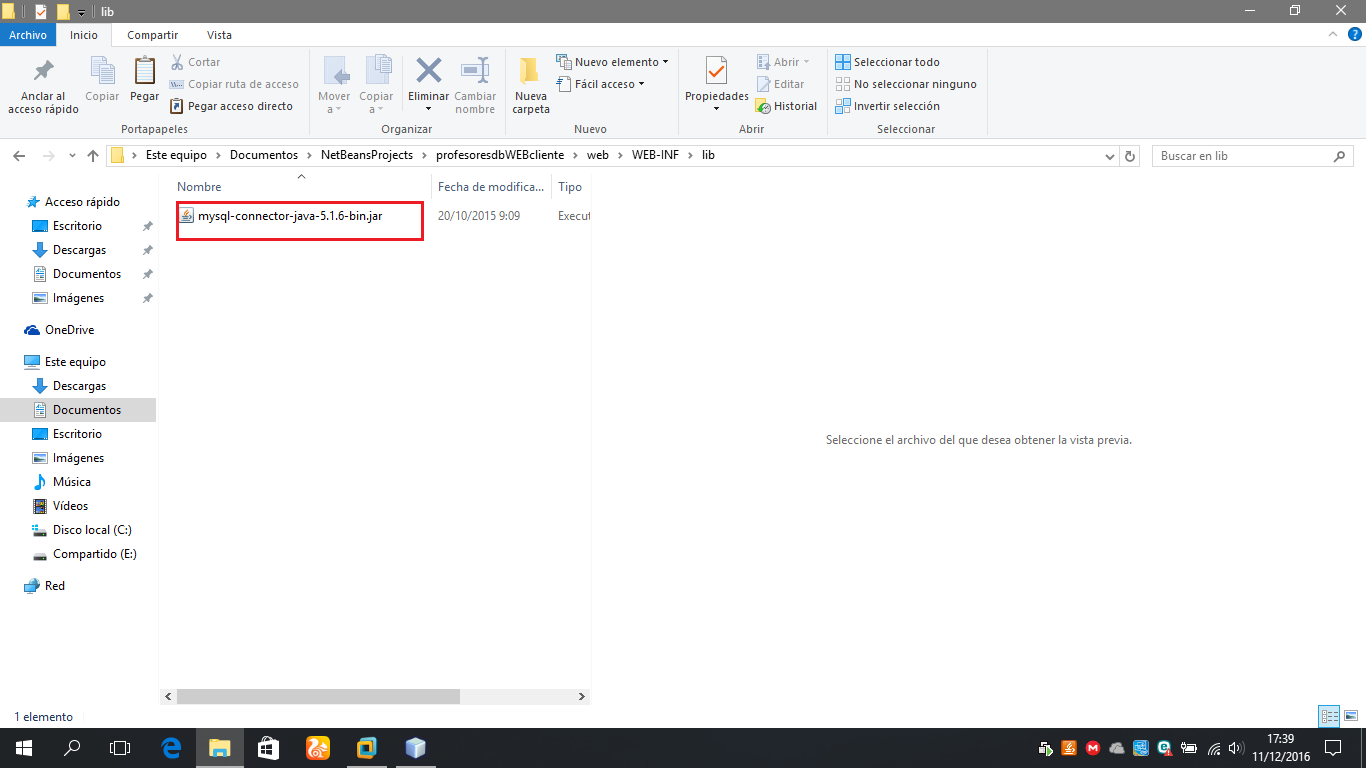 lib
Archivo Inicio Compartir Vista
Anclar al acceso rápido
Copiar
Pegar
Cortar
Copiar ruta de acceso
Pegar acceso directo
Portapapeles
Mover a
Copiar a
Eliminar
Cambiar nombre
Organizar
Nueva carpeta
Nuevo elemento
Fácil acceso
Nuevo
Propiedades
Abrir
Editar
Historial
Abrir
Seleccionar todo
No seleccionar ninguno
Invertir selección
Seleccionar
Este equipo > Documentos > NetBeansProjects > profesoresdbWEBcliente > web > WEB-INF > lib
Buscar en lib
Nombre Fecha de modifica... Tipo
mysql-connector-java-5.1.6-bin.jar 20/10/2015 9:09 Execut
Acceso rápido
Escritorio
Descargas
Documentos
Imágenes
OneDrive
Este equipo
Descargas
Documentos
Escritorio
Imágenes
Música
Vídeos
Disco local (C:)
Compartido (E:)
Red
Seleccione el archivo del que desea obtener la vista previa.
1 elemento
17:39
11/12/2016